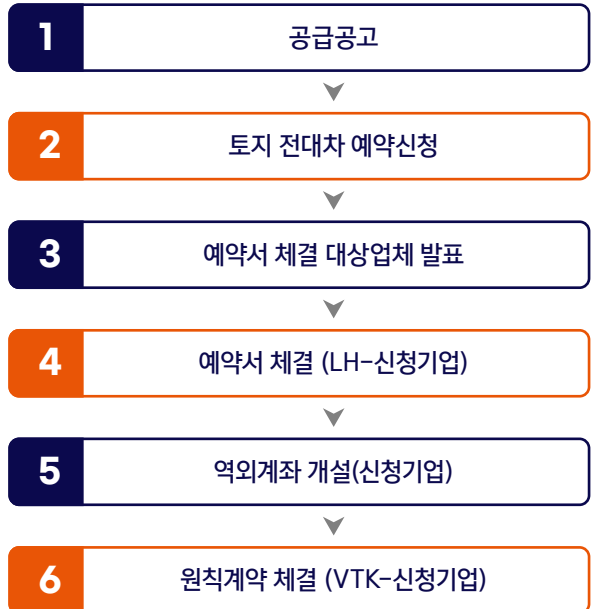 1 공급공고
2 토지 전대차 예약신청
3 예약서 체결 대상업체 발표
4 예약서 체결 (LH-신청기업)
5 역외계좌 개설(신청기업)
6 원칙계약 체결 (VTK-신청기업)